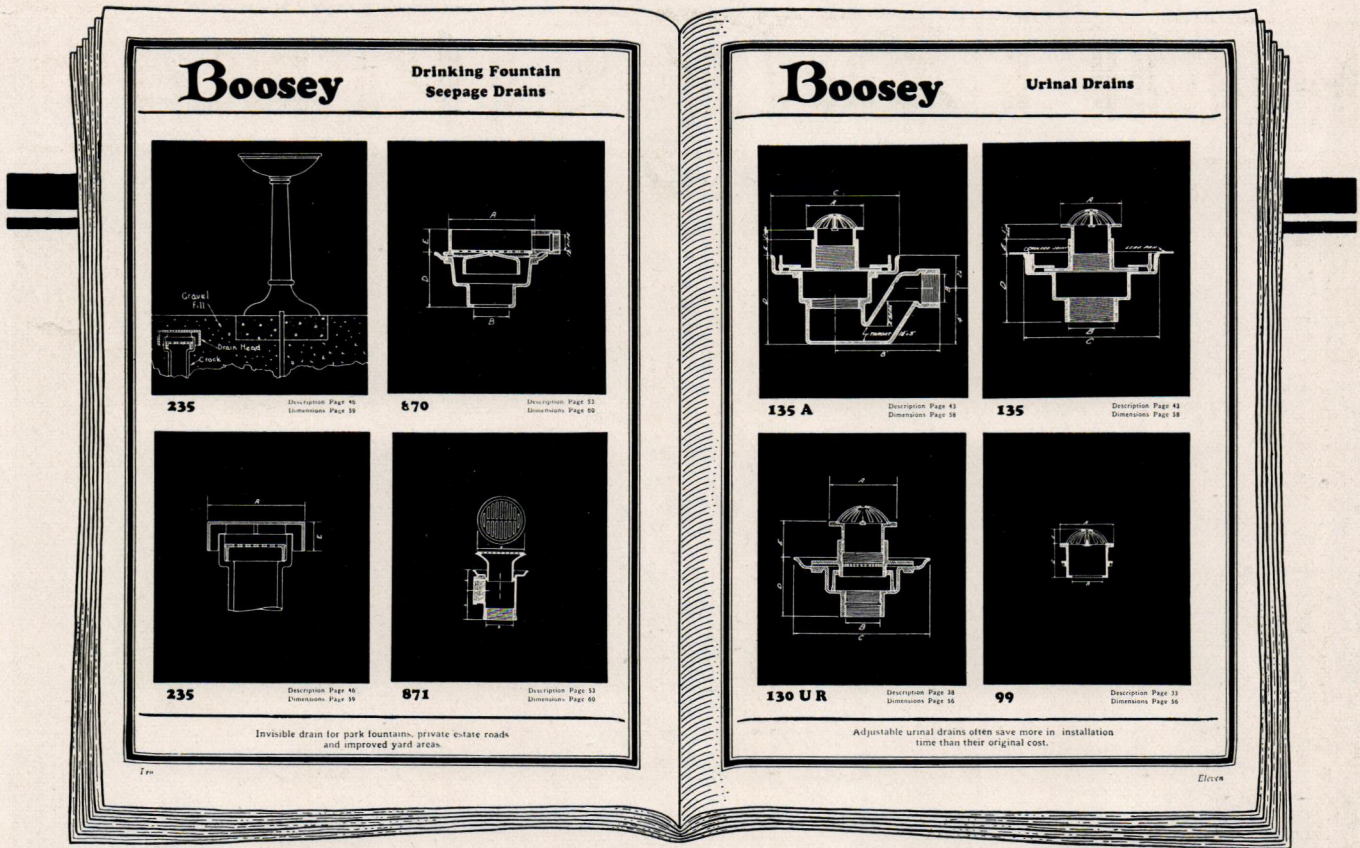 Boosey
Drinking Fountain
Seepage Drains
Gravel
fill
Drain Head
Crock
235
Description Page 46
Dimensions Page 59
A
E
D
B
870
Description Page 53
Dimensions Page 60
A
E
235
Description Page 46
Dimensions Page 59
871
Description Page 53
Dimensions Page 60
Invisible drain for park fountains, private estate roads
and improved yard areas.
Ten
Boosey
Urinal Drains
C
A
D
B
THROAT
135 A
Description Page 43
Dimensions Page 58
A
CAULKED JOINT
LEAD PAN
D
B
C
135
Description Page 43
Dimensions Page 58
A
E
D
B
C
130 U R
Description Page 38
Dimensions Page 56
A
99
Description Page 33
Dimensions Page 56
Adjustable urinal drains often save more in installation
time than their original cost.
Eleven